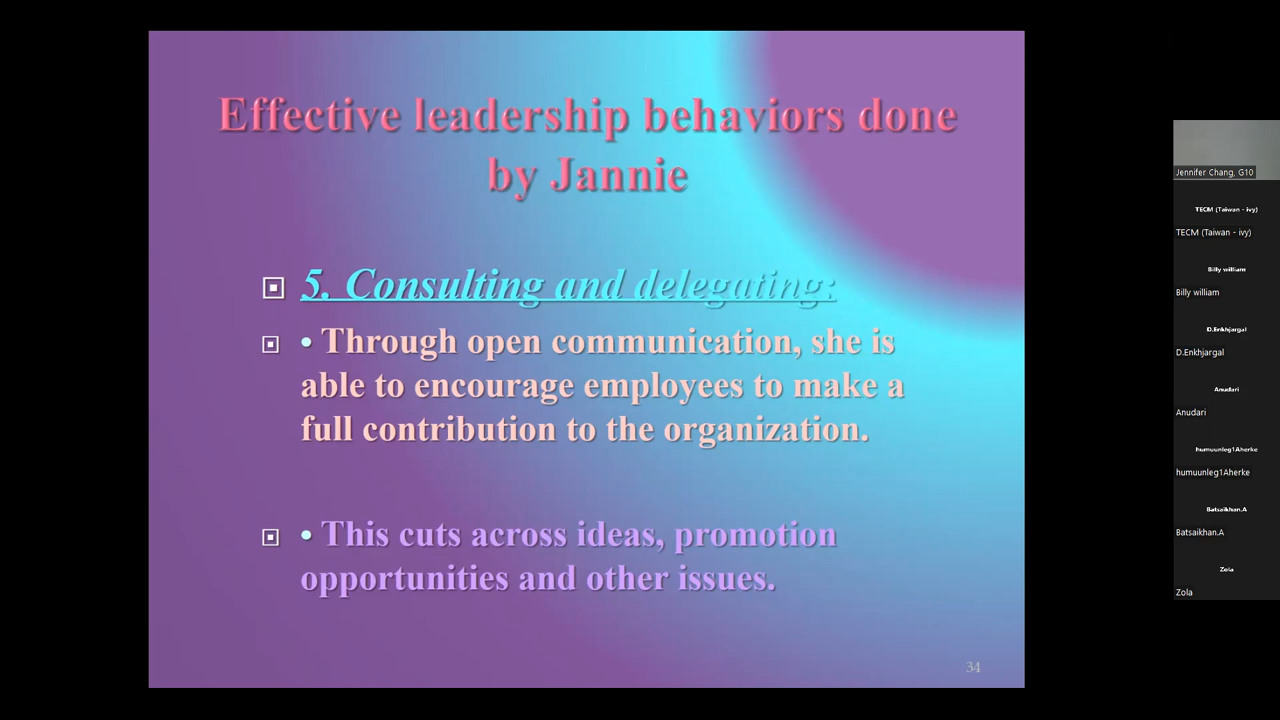 Effective leadership behaviors done
by Jannie
5. Consulting and delegating:
• Through open communication, she is
able to encourage employees to make a
full contribution to the organization.
• This cuts across ideas, promotion
opportunities and other issues.
34
Jennifer Chang, G10
TECM (Taiwan - ivy)
TECM (Taiwan - ivy)
Billy william
Billy william
D.Enkhjargal
D.Enkhjargal
Anudari
Anudari
humuunleg1Aherke
humuunleg1Aherke
Batsaikhan.A
Batsaikhan.A
Zola
Zola